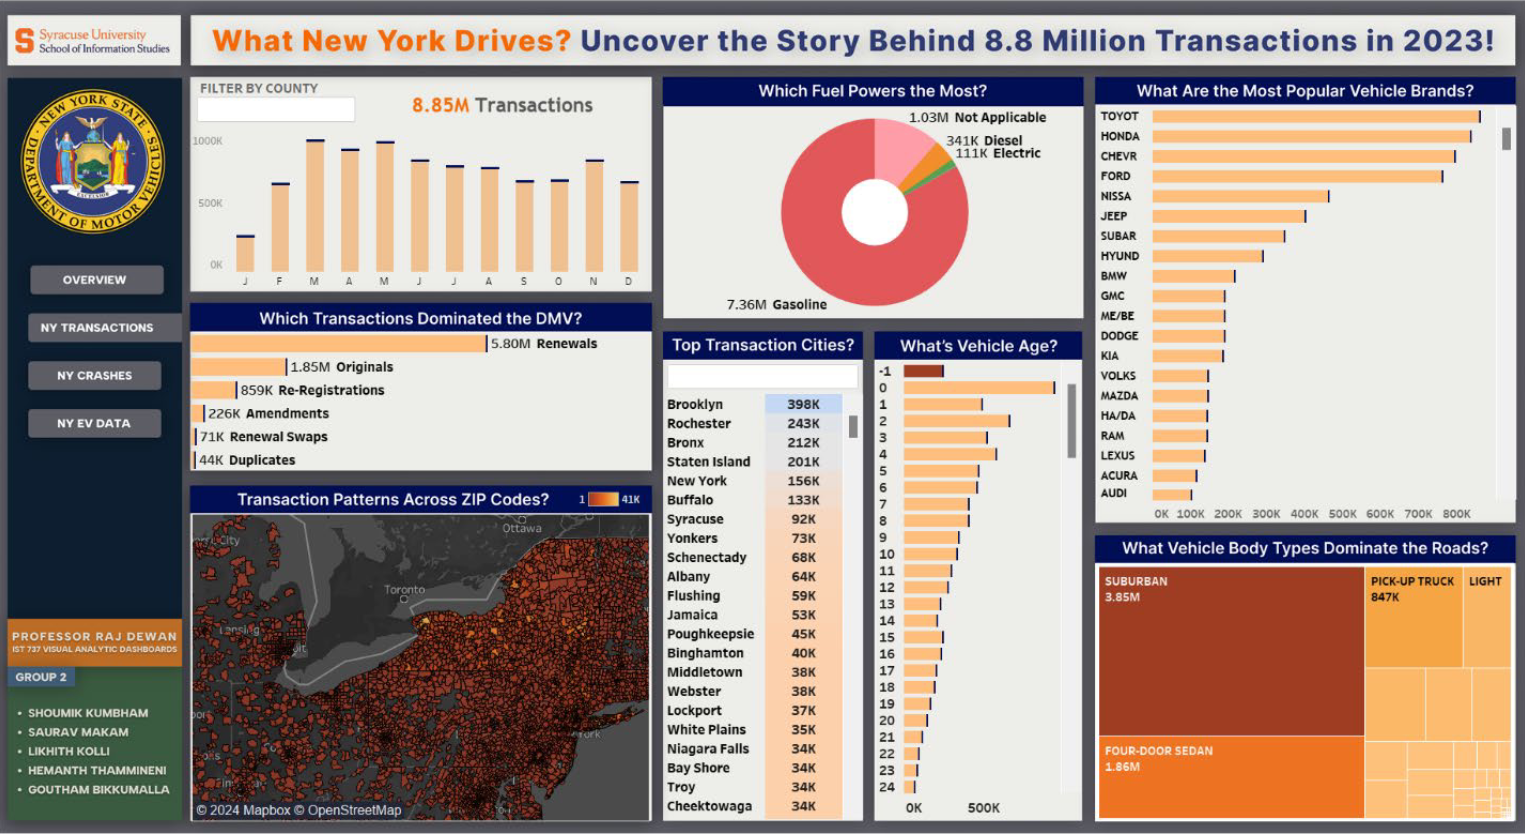 Syracuse University
School of Information Studies
What New York Drives? Uncover the Story Behind 8.8 Million Transactions in 2023!
NEW YORK STATE
DEPARTMENT OF MOTOR VEHICLES
EXCELSIOR
OVERVIEW
NY TRANSACTIONS
NY CRASHES
NY EV DATA
PROFESSOR RAJ DEWAN
IST 737 VISUAL ANALYTIC DASHBOARDS
GROUP 2
• SHOUMIK KUMBHAM
• SAURAV MAKAM
• LIKHITH KOLLI
• HEMANTH THAMMINENI
• GOUTHAM BIKKUMALLA
FILTER BY COUNTY
8.85M Transactions
1000K
500K
0K
J F M A M J J A S O N D
Which Transactions Dominated the DMV?
5.80M Renewals
1.85M Originals
859K Re-Registrations
226K Amendments
71K Renewal Swaps
44K Duplicates
Transaction Patterns Across ZIP Codes?
1 41K
Ottawa
Toronto
Lansing
© 2024 Mapbox © OpenStreetMap
Which Fuel Powers the Most?
1.03M Not Applicable
341K Diesel
111K Electric
7.36M Gasoline
Top Transaction Cities?
Brooklyn 398K
Rochester 243K
Bronx 212K
Staten Island 201K
New York 156K
Buffalo 133K
Syracuse 92K
Yonkers 73K
Schenectady 68K
Albany 64K
Flushing 59K
Jamaica 53K
Poughkeepsie 45K
Binghamton 40K
Middletown 38K
Webster 38K
Lockport 37K
White Plains 35K
Niagara Falls 34K
Bay Shore 34K
Troy 34K
Cheektowaga 34K
What's Vehicle Age?
-1
0
1
2
3
4
5
6
7
8
9
10
11
12
13
14
15
16
17
18
19
20
21
22
23
24
0K 500K
What Are the Most Popular Vehicle Brands?
TOYOT
HONDA
CHEVR
FORD
NISSA
JEEP
SUBAR
HYUND
BMW
GMC
ME/BE
DODGE
KIA
VOLKS
MAZDA
HA/DA
RAM
LEXUS
ACURA
AUDI
0K 100K 200K 300K 400K 500K 600K 700K 800K
What Vehicle Body Types Dominate the Roads?
SUBURBAN
3.85M
PICK-UP TRUCK
847K
LIGHT
FOUR-DOOR SEDAN
1.86M